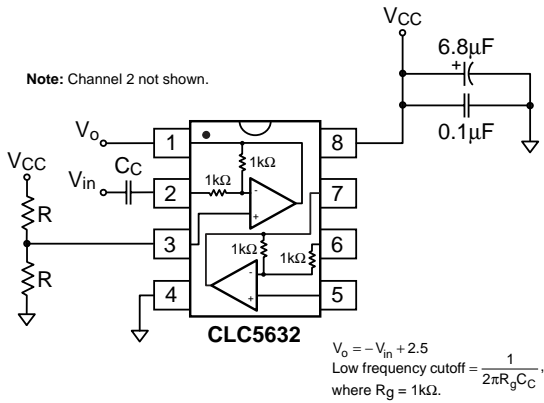 VCC
6.8μF
+
Note: Channel 2 not shown.
0.1μF
Vo
1
8
VCC
CC
1kΩ
Vin
2
1kΩ
-
7
R
+
3
1kΩ
1kΩ
6
R
-
4
+
5
CLC5632
Vo = –Vin + 2.5
Low frequency cutoff = 1 / 2πRgCC ,
where Rg = 1kΩ.